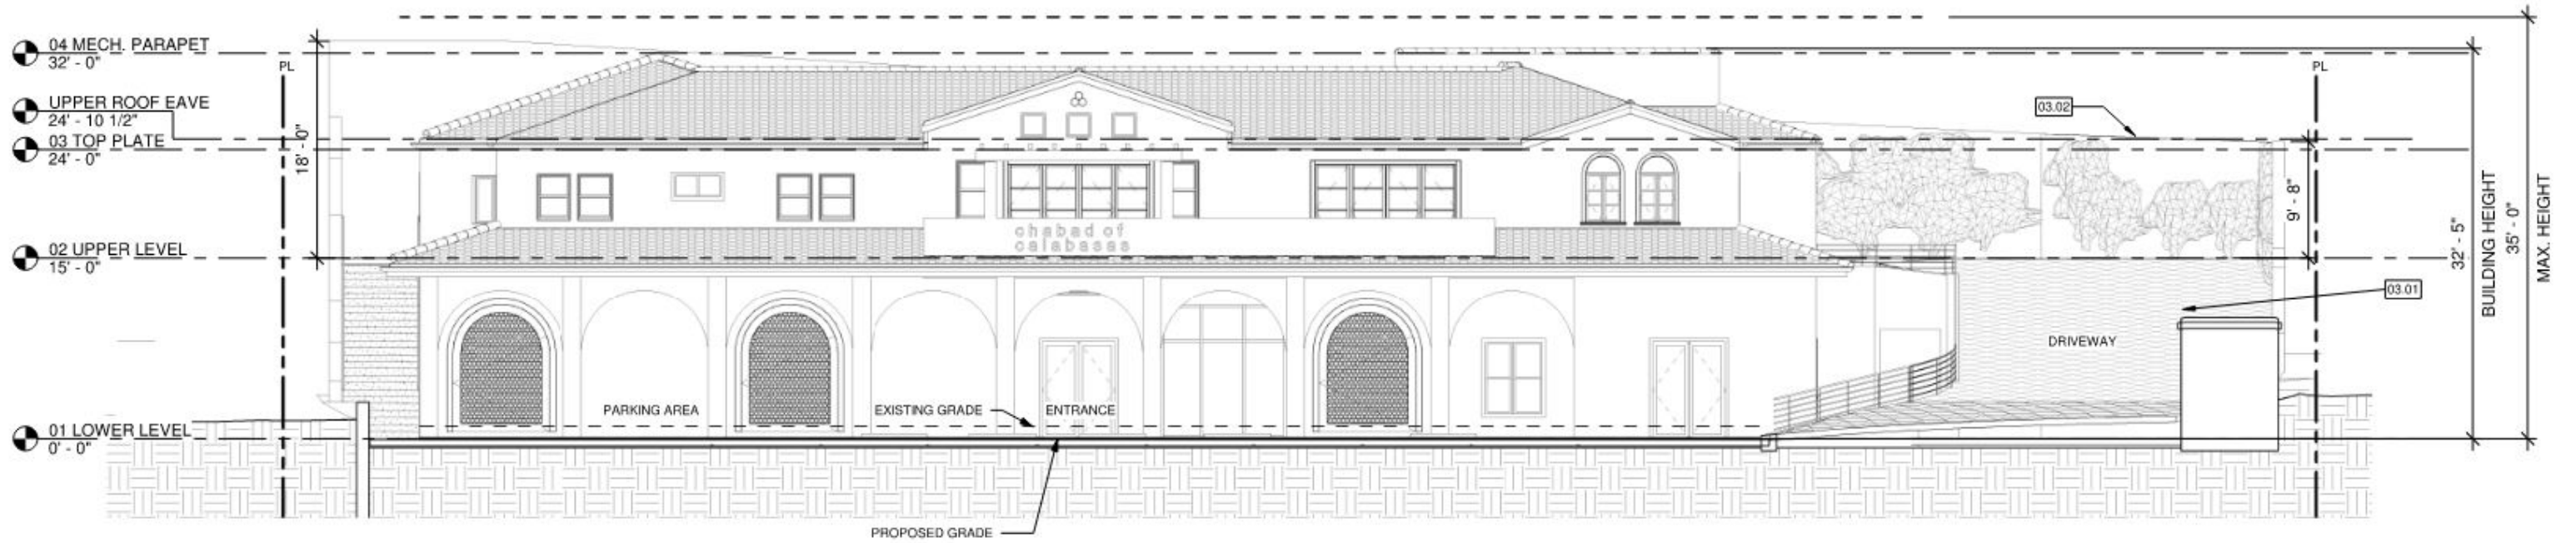 04 MECH. PARAPET
32' - 0"
PL
UPPER ROOF EAVE
24' - 10 1/2"
03 TOP PLATE
24' - 0"
18' - 0"
02 UPPER LEVEL
15' - 0"
01 LOWER LEVEL
0' - 0"
chabad of
calabasas
PARKING AREA
EXISTING GRADE
ENTRANCE
PROPOSED GRADE
DRIVEWAY
03.02
PL
9' - 8"
03.01
32' - 5"
BUILDING HEIGHT
35' - 0"
MAX. HEIGHT